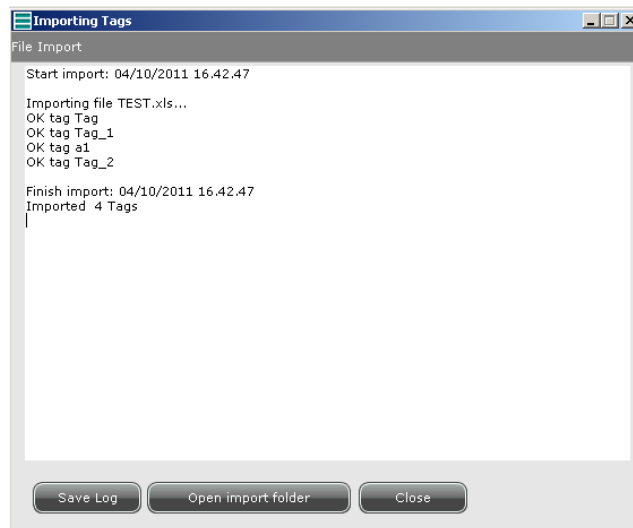 Importing Tags
File Import
Start import: 04/10/2011 16.42.47
Importing file TEST.xls...
OK tag Tag
OK tag Tag_1
OK tag a1
OK tag Tag_2
Finish import: 04/10/2011 16.42.47
Imported  4 Tags
Save Log
Open import folder
Close